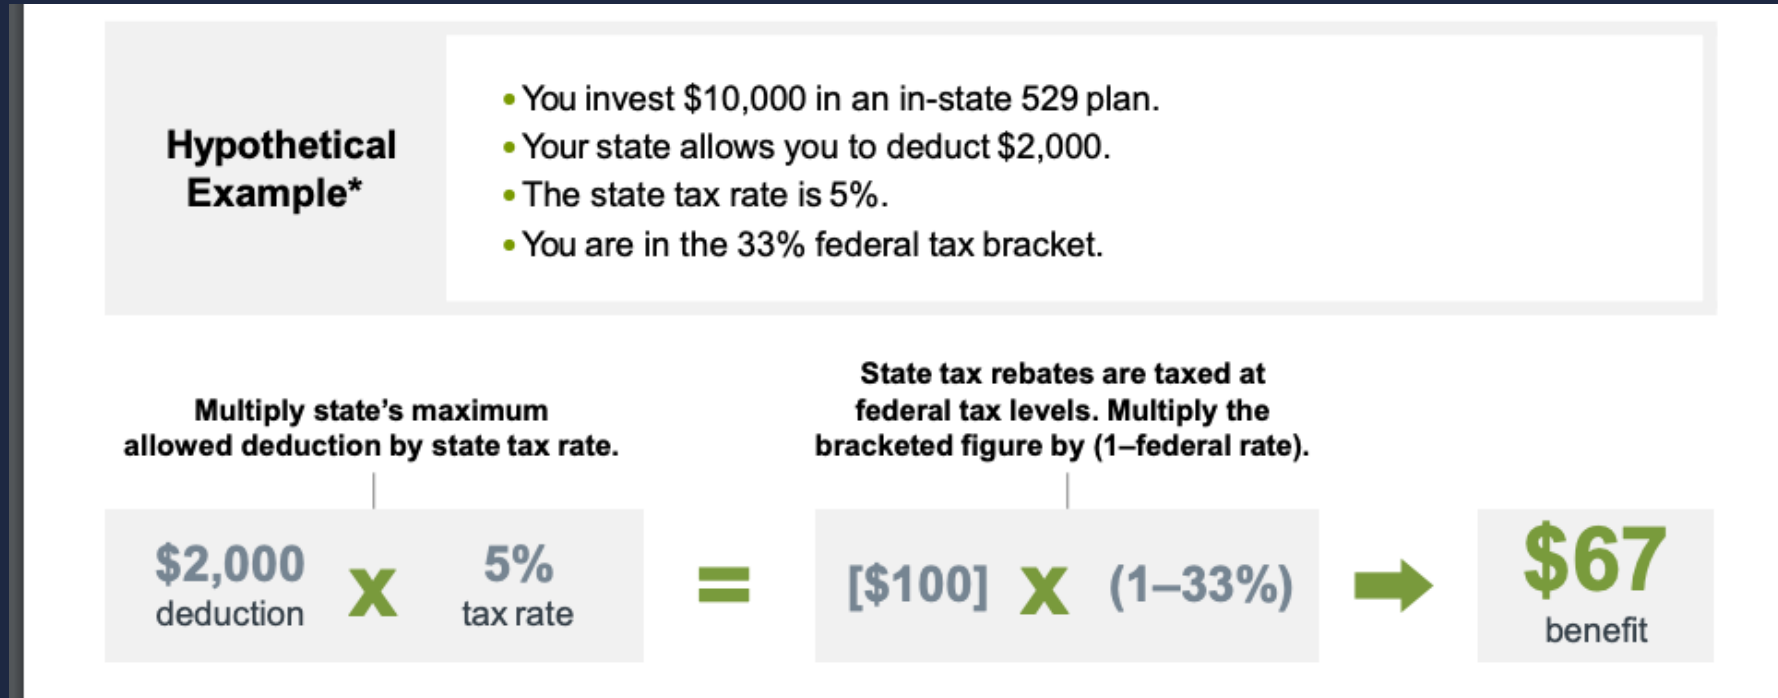 Hypothetical
Example*
• You invest $10,000 in an in-state 529 plan.
• Your state allows you to deduct $2,000.
• The state tax rate is 5%.
• You are in the 33% federal tax bracket.
Multiply state’s maximum
allowed deduction by state tax rate.
State tax rebates are taxed at
federal tax levels. Multiply the
bracketed figure by (1–federal rate).
$2,000
deduction
X
5%
tax rate
=
[$100] X (1–33%)
$67
benefit